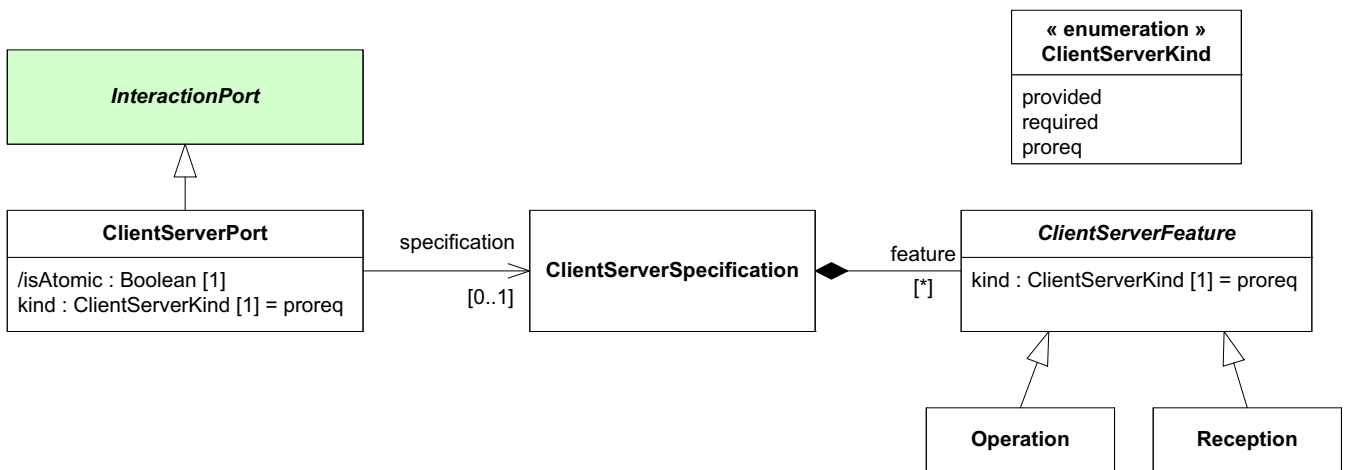 « enumeration »
ClientServerKind
provided
required
proreq
InteractionPort
ClientServerPort
/isAtomic : Boolean [1]
kind : ClientServerKind [1] = proreq
specification
[0..1]
ClientServerSpecification
feature
[*]
ClientServerFeature
kind : ClientServerKind [1] = proreq
Operation
Reception